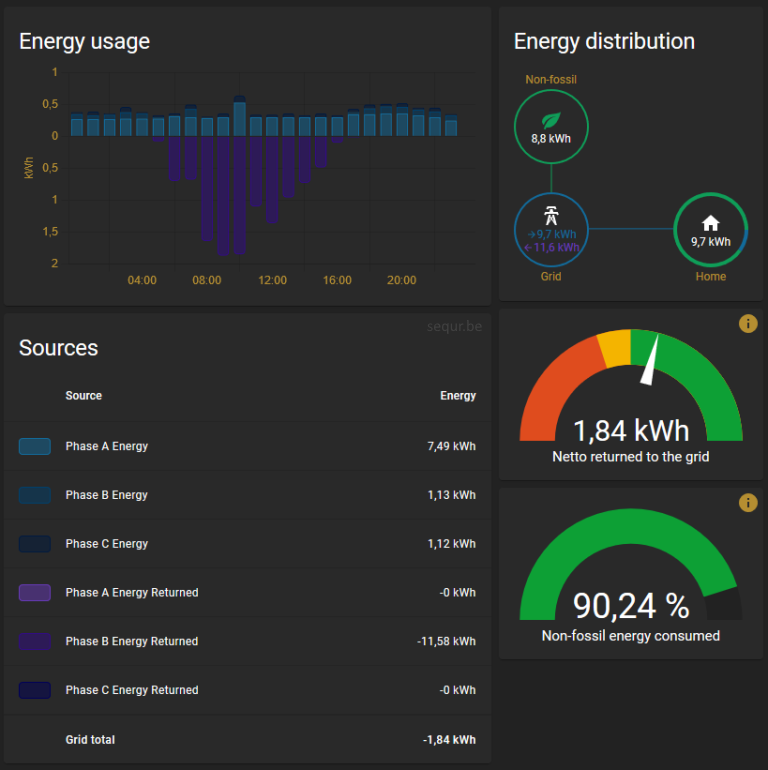 Energy usage
1
0,5
0
0,5
1
1,5
2
kWh
04:00 08:00 12:00 16:00 20:00
Energy distribution
Non-fossil
8,8 kWh
→9,7 kWh
←11,6 kWh
Grid
9,7 kWh
Home
sequr.be
Sources
Source Energy
Phase A Energy 7,49 kWh
Phase B Energy 1,13 kWh
Phase C Energy 1,12 kWh
Phase A Energy Returned -0 kWh
Phase B Energy Returned -11,58 kWh
Phase C Energy Returned -0 kWh
Grid total -1,84 kWh
i
1,84 kWh
Netto returned to the grid
i
90,24 %
Non-fossil energy consumed